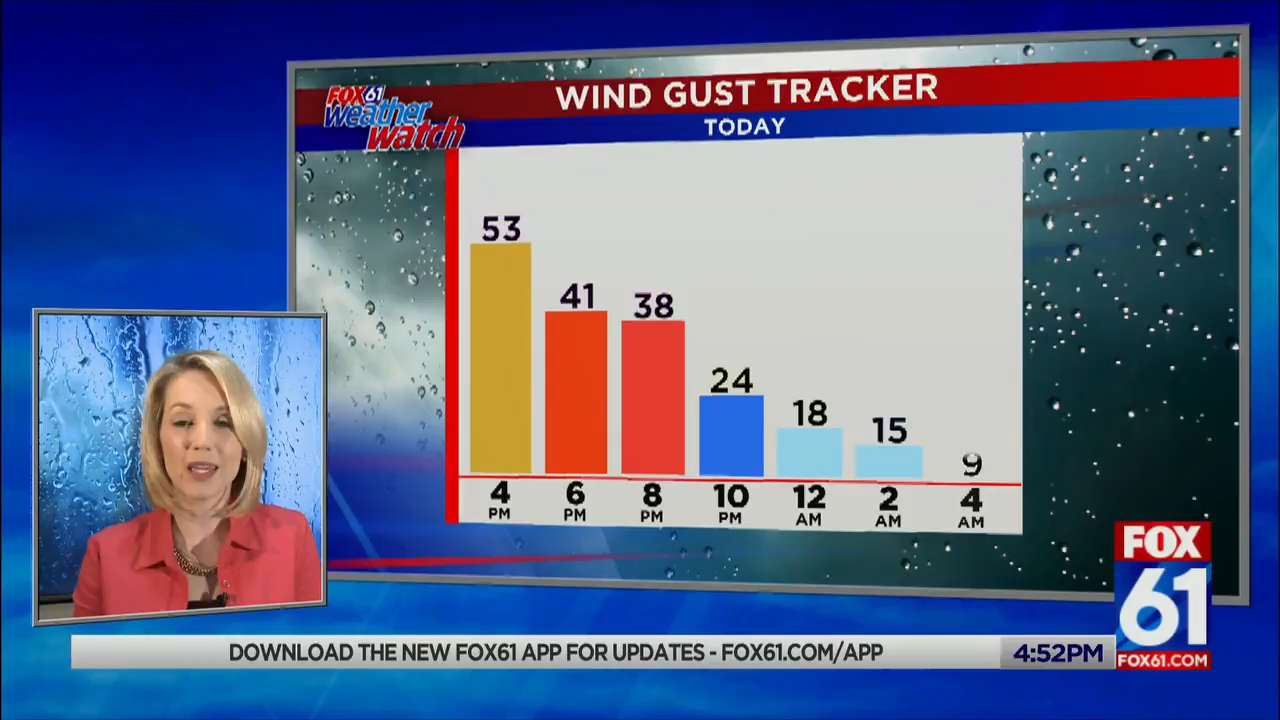 FOX61
Weather
Watch
WIND GUST TRACKER
TODAY
53
41
38
24
18
15
9
4 6 8 10 12 2 4
PM PM PM PM AM AM AM
FOX
61
FOX61.COM
DOWNLOAD THE NEW FOX61 APP FOR UPDATES - FOX61.COM/APP
4:52PM